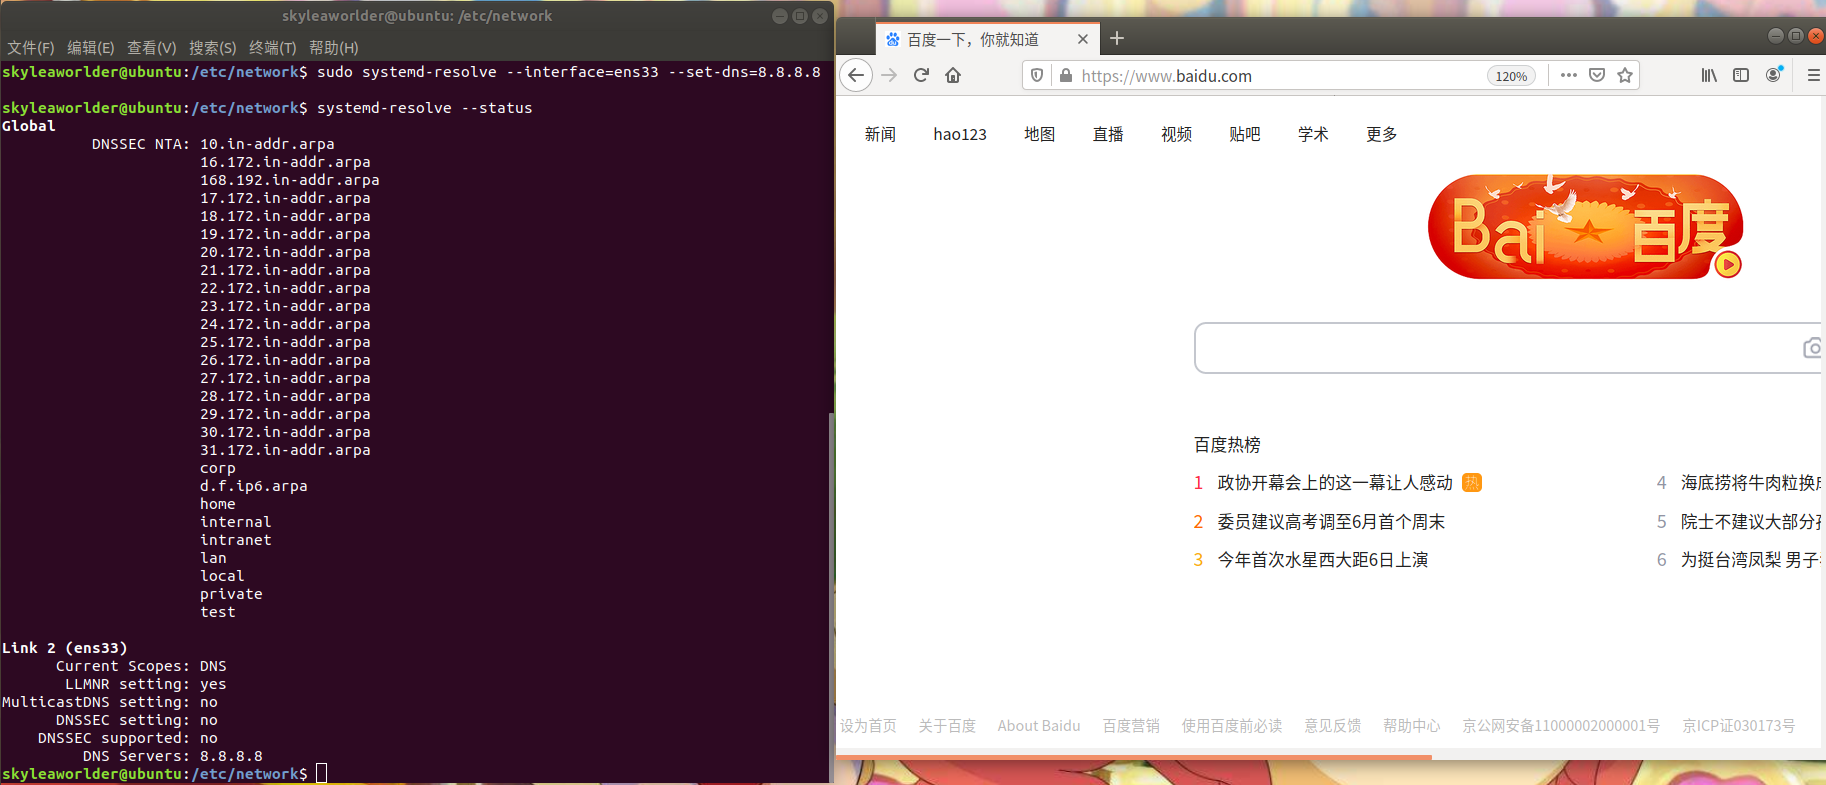 skyleaworlder@ubuntu: /etc/network
文件(F) 编辑(E) 查看(V) 搜索(S) 终端(T) 帮助(H)
skyleaworlder@ubuntu:/etc/network$ sudo systemd-resolve --interface=ens33 --set-dns=8.8.8.8
skyleaworlder@ubuntu:/etc/network$ systemd-resolve --status
Global
DNSSEC NTA: 10.in-addr.arpa
16.172.in-addr.arpa
168.192.in-addr.arpa
17.172.in-addr.arpa
18.172.in-addr.arpa
19.172.in-addr.arpa
20.172.in-addr.arpa
21.172.in-addr.arpa
22.172.in-addr.arpa
23.172.in-addr.arpa
24.172.in-addr.arpa
25.172.in-addr.arpa
26.172.in-addr.arpa
27.172.in-addr.arpa
28.172.in-addr.arpa
29.172.in-addr.arpa
30.172.in-addr.arpa
31.172.in-addr.arpa
corp
d.f.ip6.arpa
home
internal
intranet
lan
local
private
test
Link 2 (ens33)
Current Scopes: DNS
LLMNR setting: yes
MulticastDNS setting: no
DNSSEC setting: no
DNSSEC supported: no
DNS Servers: 8.8.8.8
skyleaworlder@ubuntu:/etc/network$
百度一下，你就知道
https://www.baidu.com 120%
新闻 hao123 地图 直播 视频 贴吧 学术 更多
Bai 百度
百度热榜
1 政协开幕会上的这一幕让人感动 热
4 海底捞将牛肉粒换
2 委员建议高考调至6月首个周末
5 院士不建议大部分
3 今年首次水星西大距6日上演
6 为挺台湾凤梨 男子
设为首页 关于百度 About Baidu 百度营销 使用百度前必读 意见反馈 帮助中心 京公网安备11000002000001号 京ICP证030173号